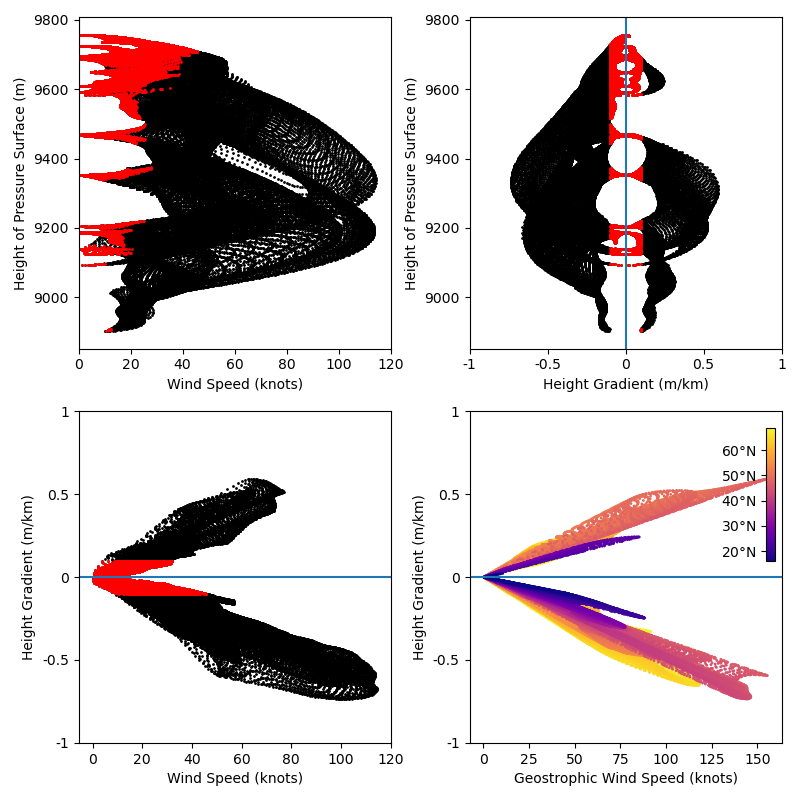 9800
9600
9400
9200
9000
Height of Pressure Surface (m)
0 20 40 60 80 100 120
Wind Speed (knots)
9800
9600
9400
9200
9000
Height of Pressure Surface (m)
-1 -0.5 0 0.5 1
Height Gradient (m/km)
1
0.5
0
-0.5
-1
Height Gradient (m/km)
0 20 40 60 80 100 120
Wind Speed (knots)
1
0.5
0
-0.5
-1
Height Gradient (m/km)
60°N
50°N
40°N
30°N
20°N
0 25 50 75 100 125 150
Geostrophic Wind Speed (knots)